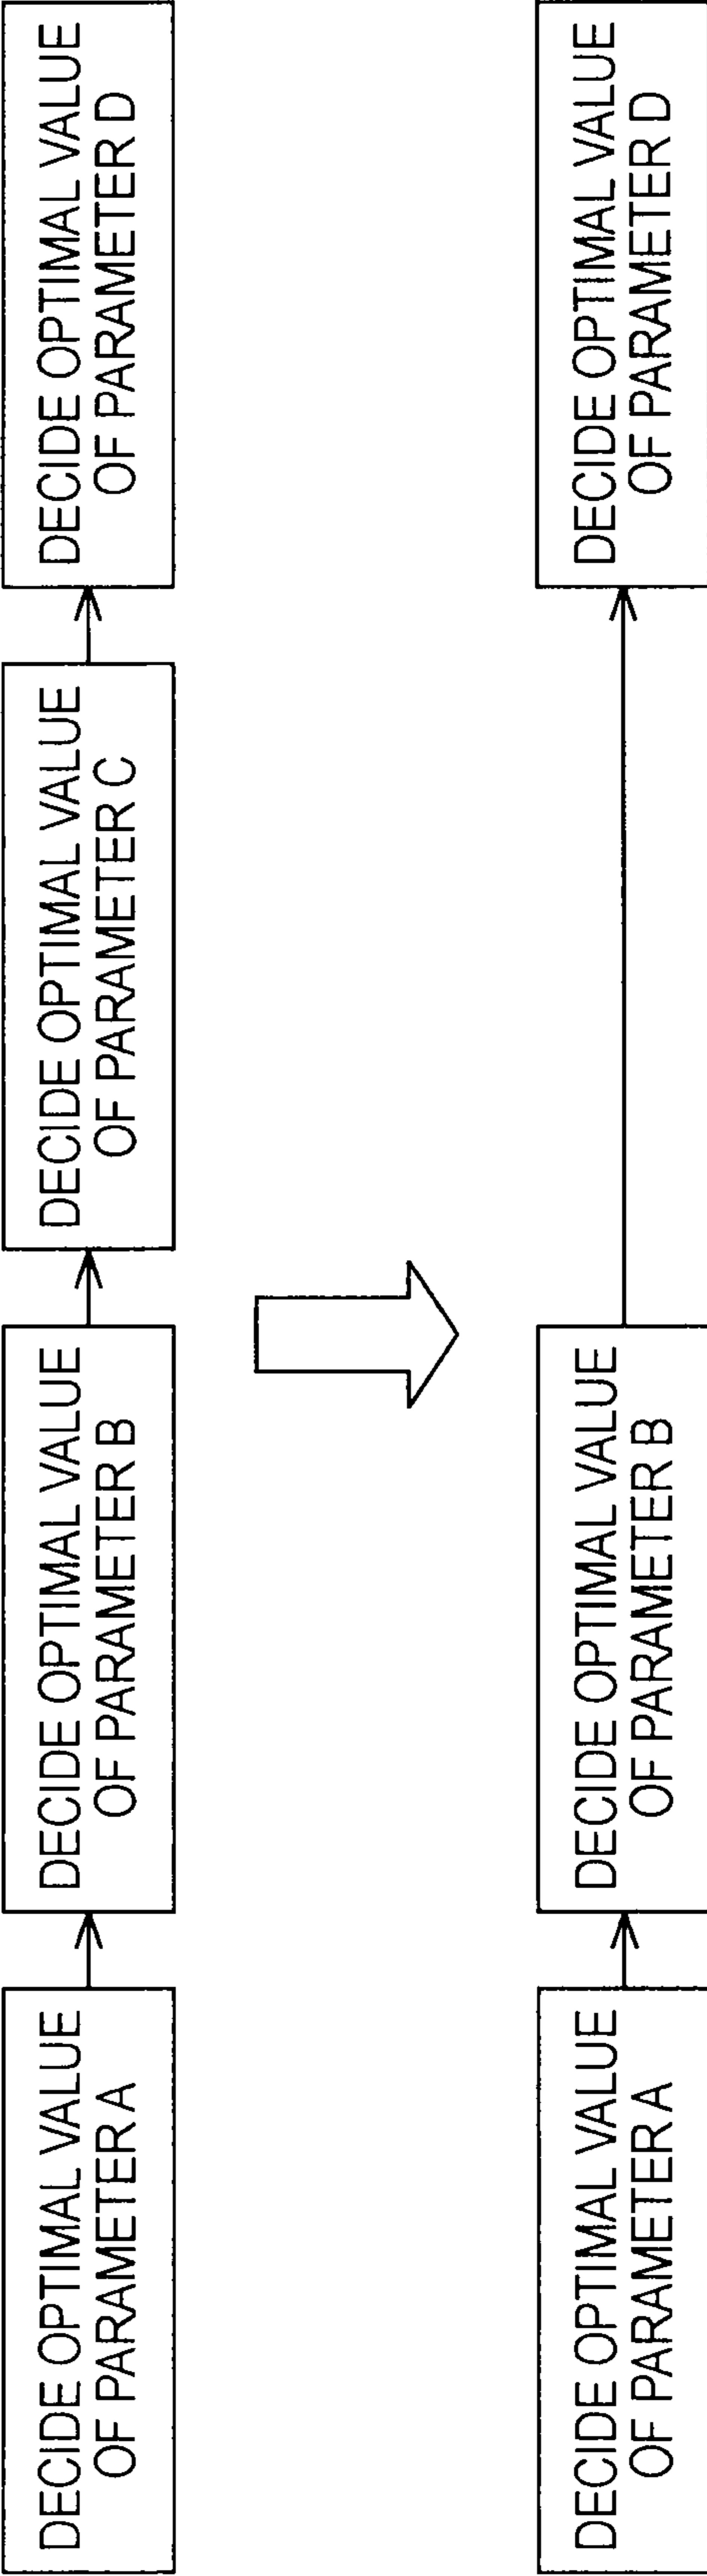 DECIDE OPTIMAL VALUE
OF PARAMETER A
DECIDE OPTIMAL VALUE
OF PARAMETER B
DECIDE OPTIMAL VALUE
OF PARAMETER C
DECIDE OPTIMAL VALUE
OF PARAMETER D
DECIDE OPTIMAL VALUE
OF PARAMETER A
DECIDE OPTIMAL VALUE
OF PARAMETER B
DECIDE OPTIMAL VALUE
OF PARAMETER D